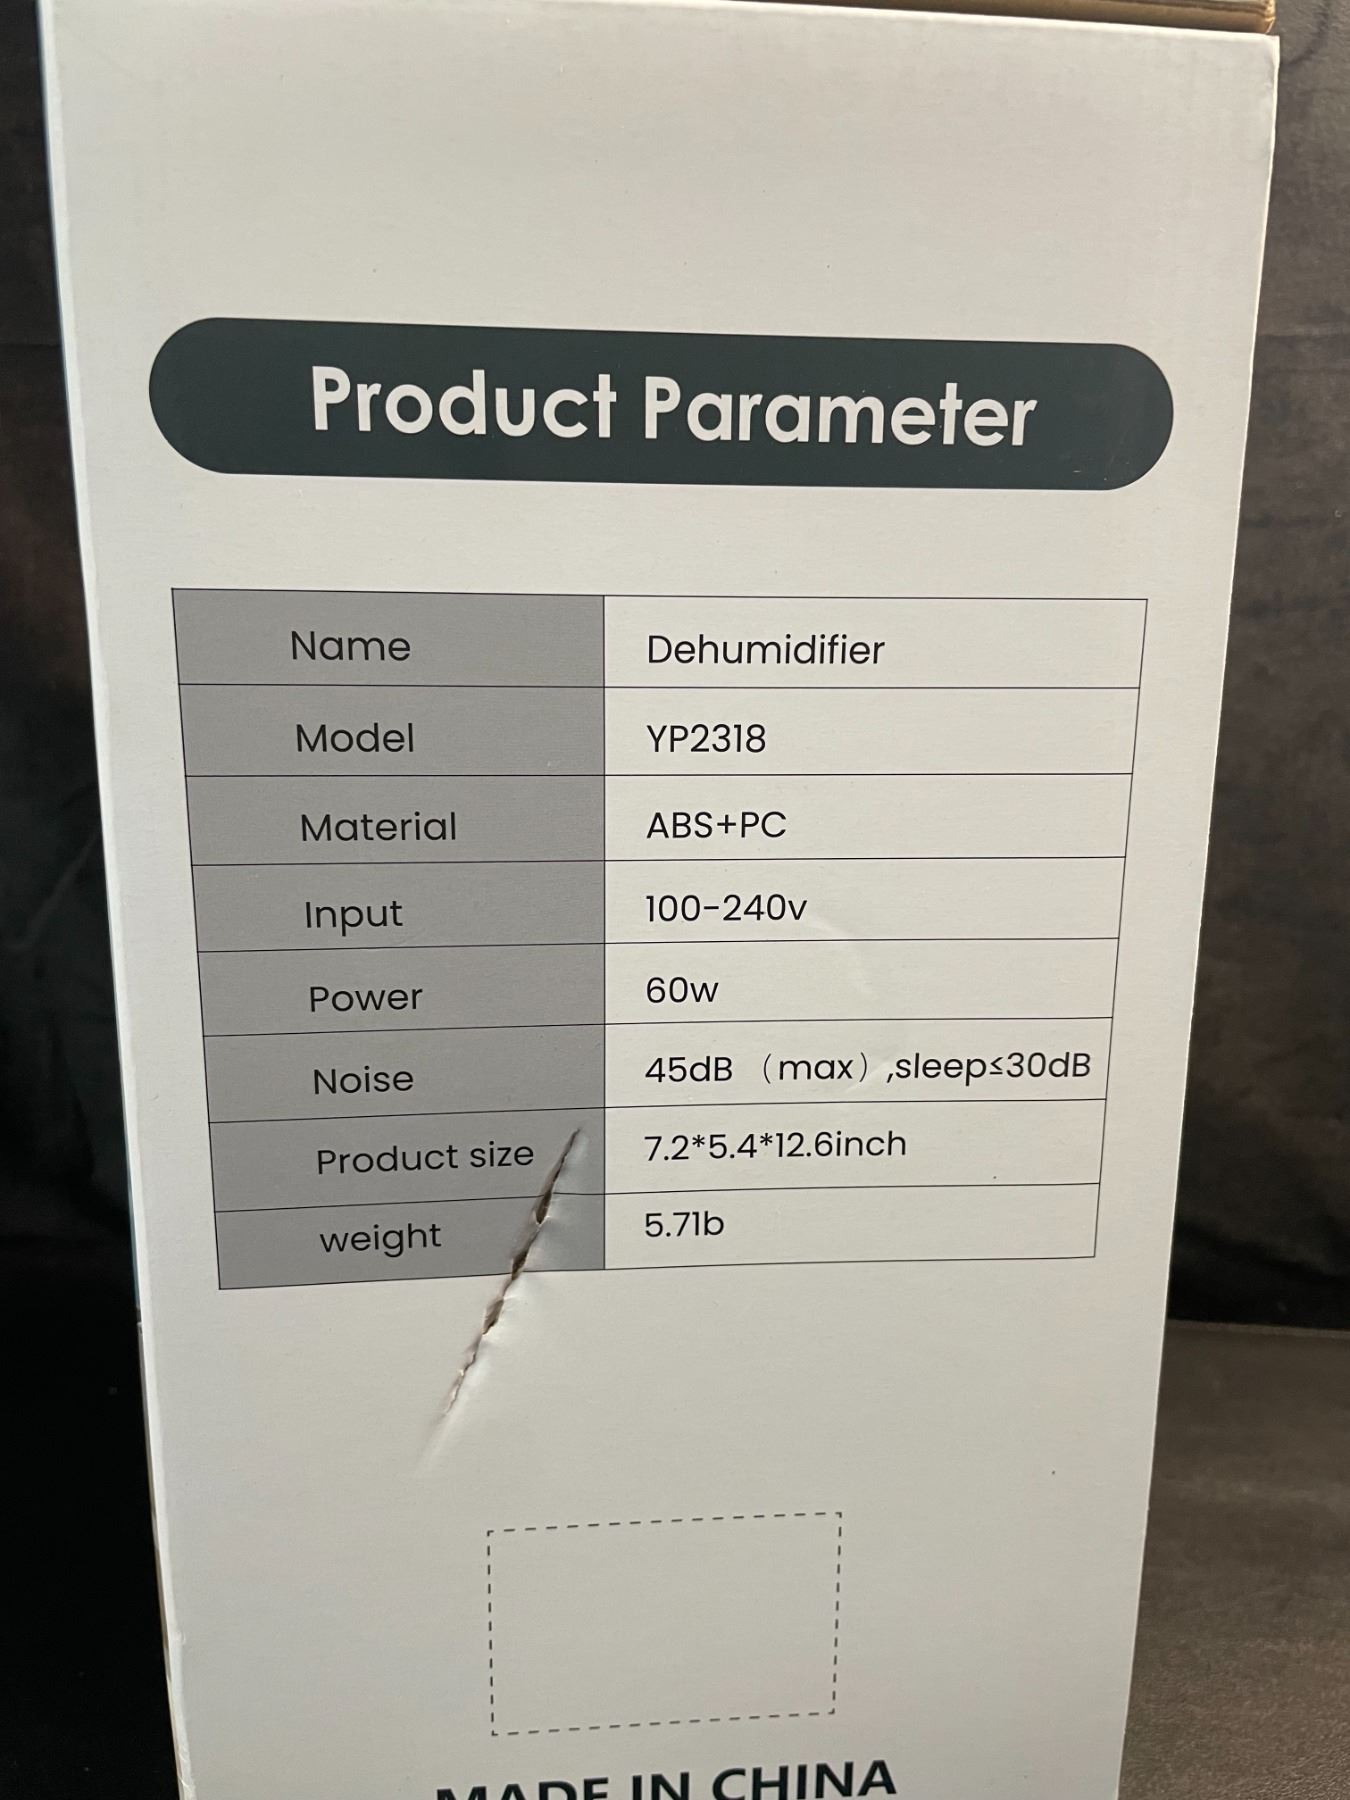 Product Parameter
Name Dehumidifier
Model YP2318
Material ABS+PC
Input 100-240v
Power 60w
Noise 45dB （max）,sleep≤30dB
Product size 7.2*5.4*12.6inch
weight 5.71b
MADE IN CHINA